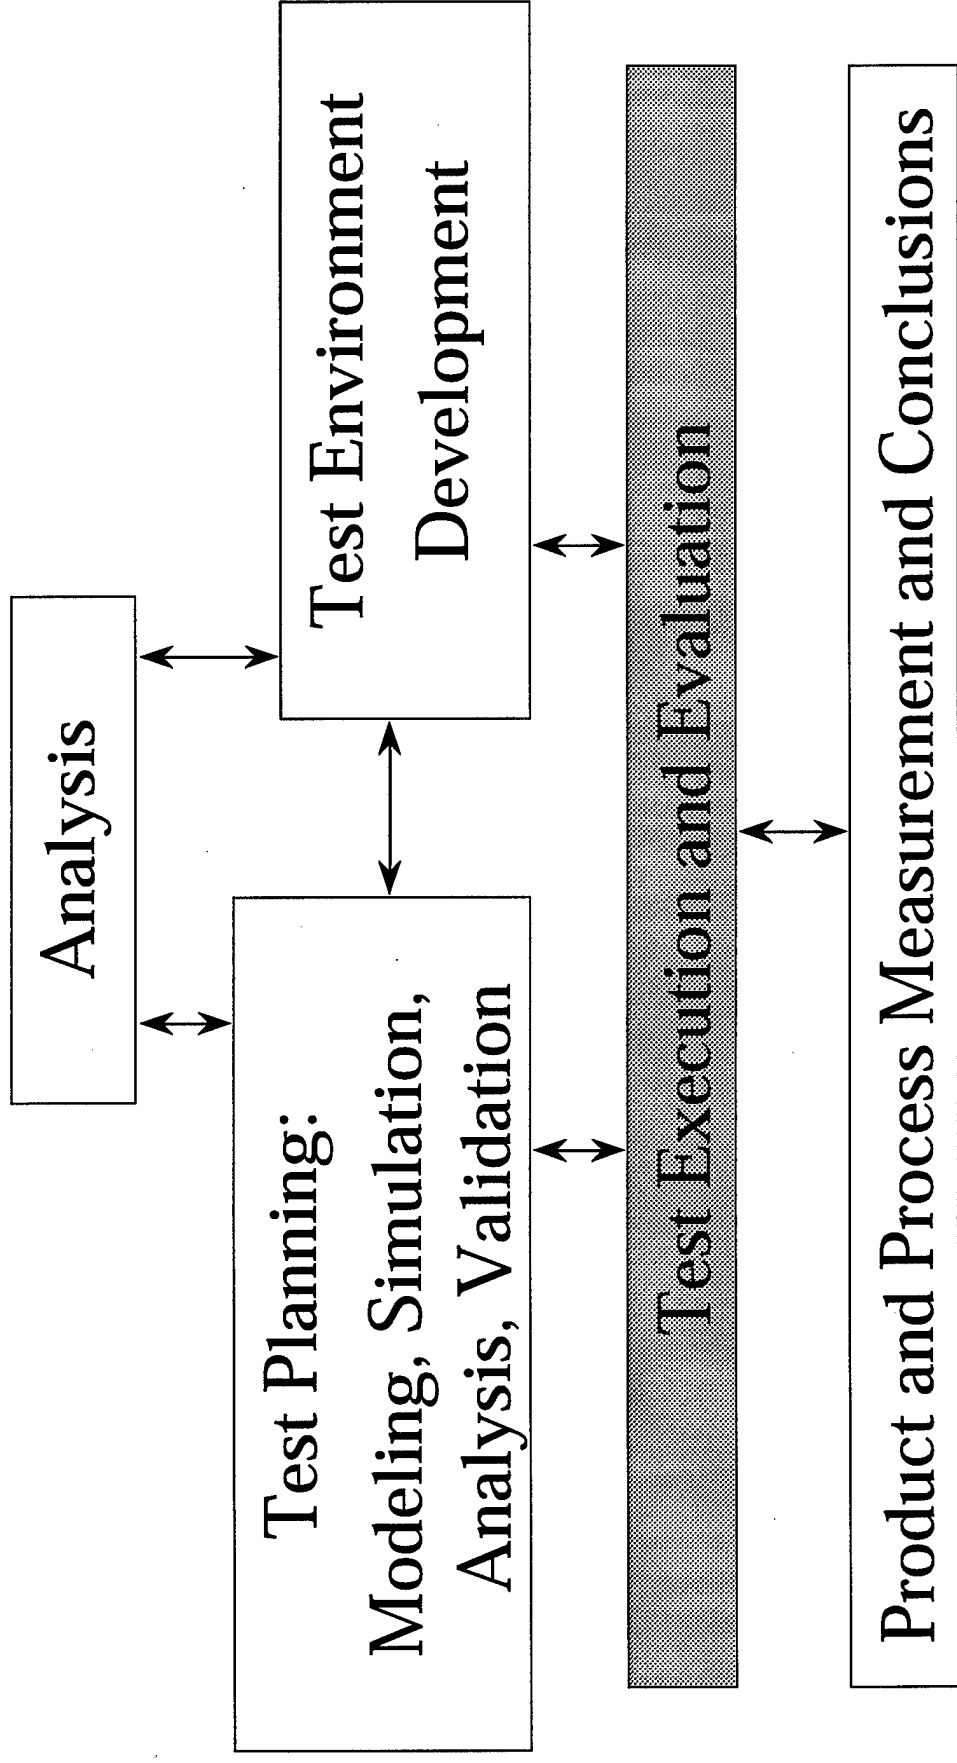 Analysis
Test Planning:
Modeling, Simulation,
Analysis, Validation
Test Environment
Development
Test Execution and Evaluation
Product and Process Measurement and Conclusions